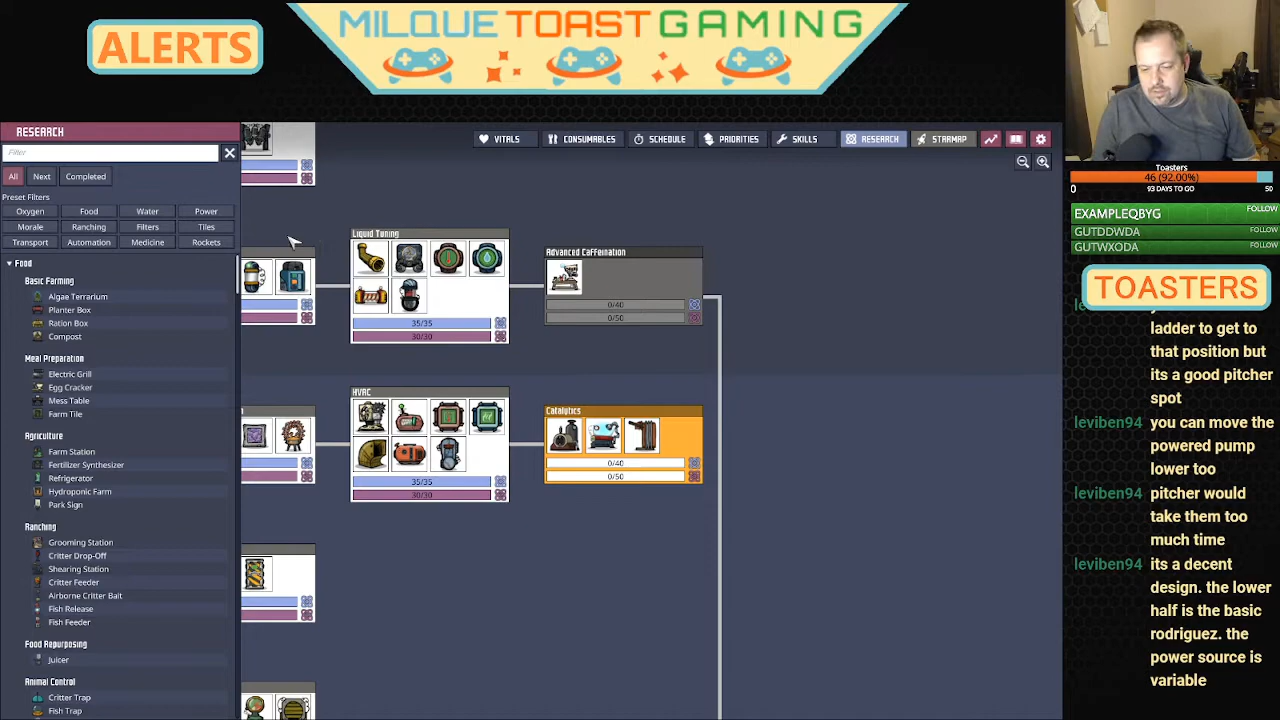 ALERTS
MILQUETOASTGAMING
RESEARCH
Filter
All
Next
Completed
Preset Filters
Oxygen
Food
Water
Power
Morale
Ranching
Filters
Tiles
Transport
Automation
Medicine
Rockets
Food
Basic Farming
Algae Terrarium
Planter Box
Ration Box
Compost
Meal Preparation
Electric Grill
Egg Cracker
Mess Table
Farm Tile
Agriculture
Farm Station
Fertilizer Synthesizer
Refrigerator
Hydroponic Farm
Park Sign
Ranching
Grooming Station
Critter Drop-Off
Shearing Station
Critter Feeder
Airborne Critter Bait
Fish Release
Fish Feeder
Food Repurposing
Juicer
Animal Control
Critter Trap
Fish Trap
VITALS
CONSUMABLES
SCHEDULE
PRIORITIES
SKILLS
RESEARCH
STARMAP
Liquid Tuning
35/35
30/30
Advanced Caffeination
0/40
0/50
HVAC
35/35
30/30
Catalytics
0/40
0/50
Toasters
46 (92.00%)
0
93 DAYS TO GO
50
EXAMPLEQBYG
FOLLOW
GUTDDWDA
FOLLOW
GUTWXODA
FOLLOW
TOASTERS
ladder to get to
that position but
its a good pitcher
spot
leviben94
you can move the
powered pump
lower too
leviben94
pitcher would
take them too
much time
leviben94
its a decent
design. the lower
half is the basic
rodriguez. the
power source is
variable